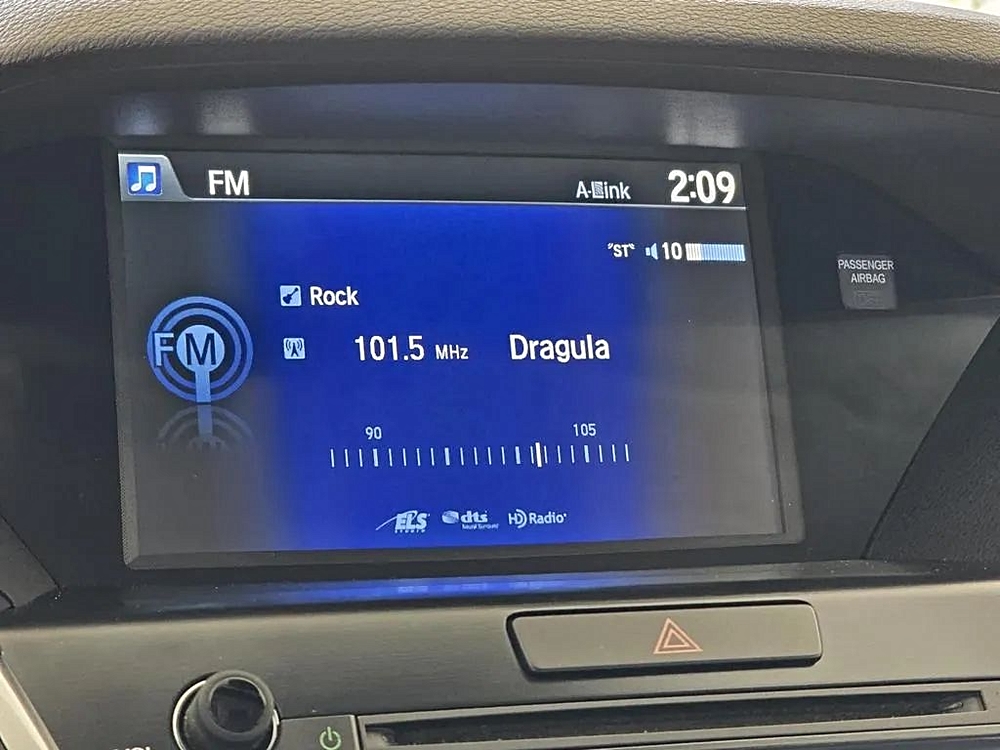 FM A-Link 2:09
"ST" 10
Rock
FM 101.5 MHz Dragula
90 105
ELS dts HD Radio
PASSENGER
AIRBAG